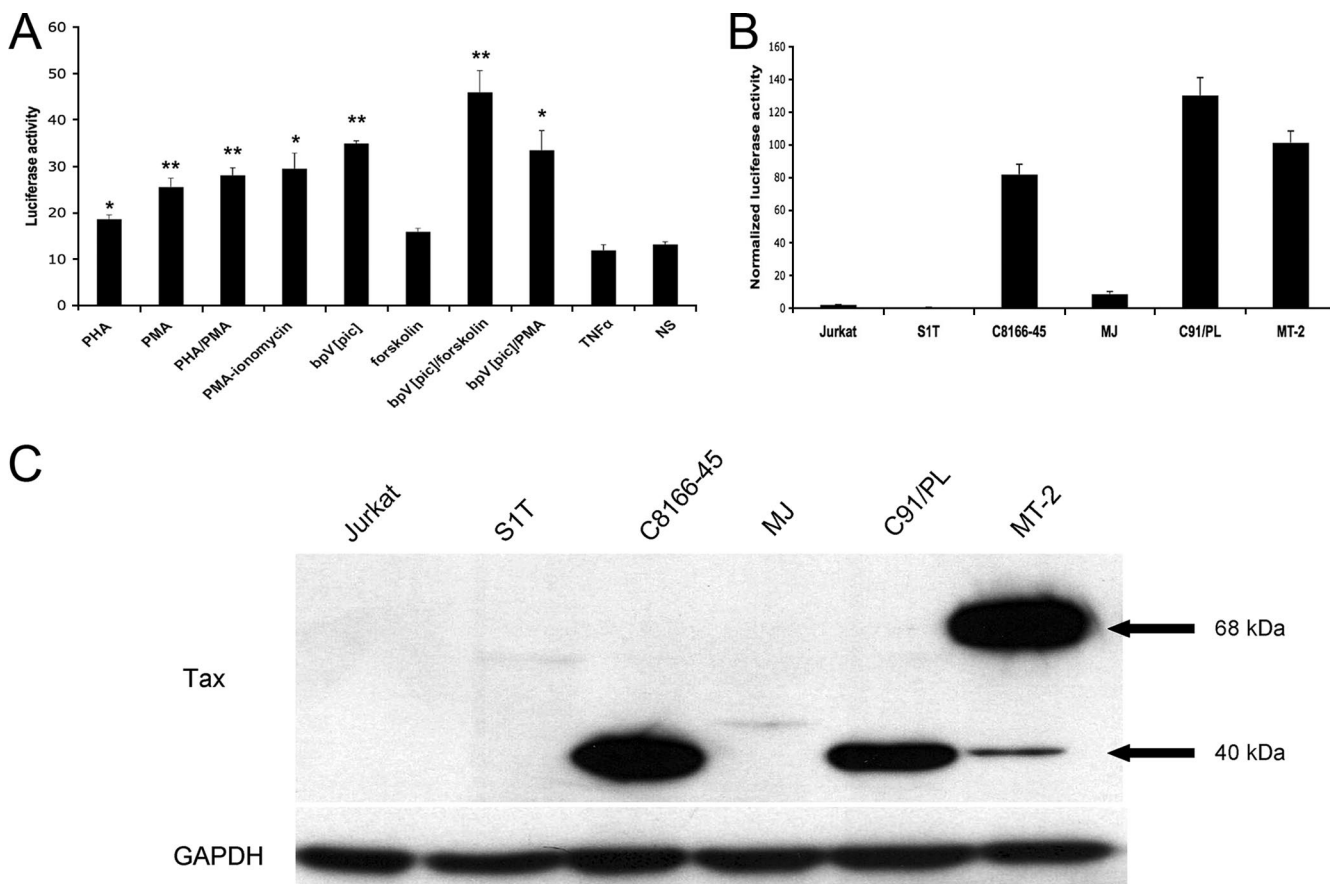 A
60
50
40
30
20
10
0
Luciferase activity
*
**
**
*
**
**
*
PHA
PMA
PHA/PMA
PMA-ionomycin
bpV[pic]
forskolin
bpV[pic]/forskolin
bpV[pic]/PMA
TNFα
NS
B
160
140
120
100
80
60
40
20
0
Normalized luciferase activity
Jurkat
S1T
C8166-45
MJ
C91/PL
MT-2
C
Jurkat
S1T
C8166-45
MJ
C91/PL
MT-2
Tax
68 kDa
40 kDa
GAPDH